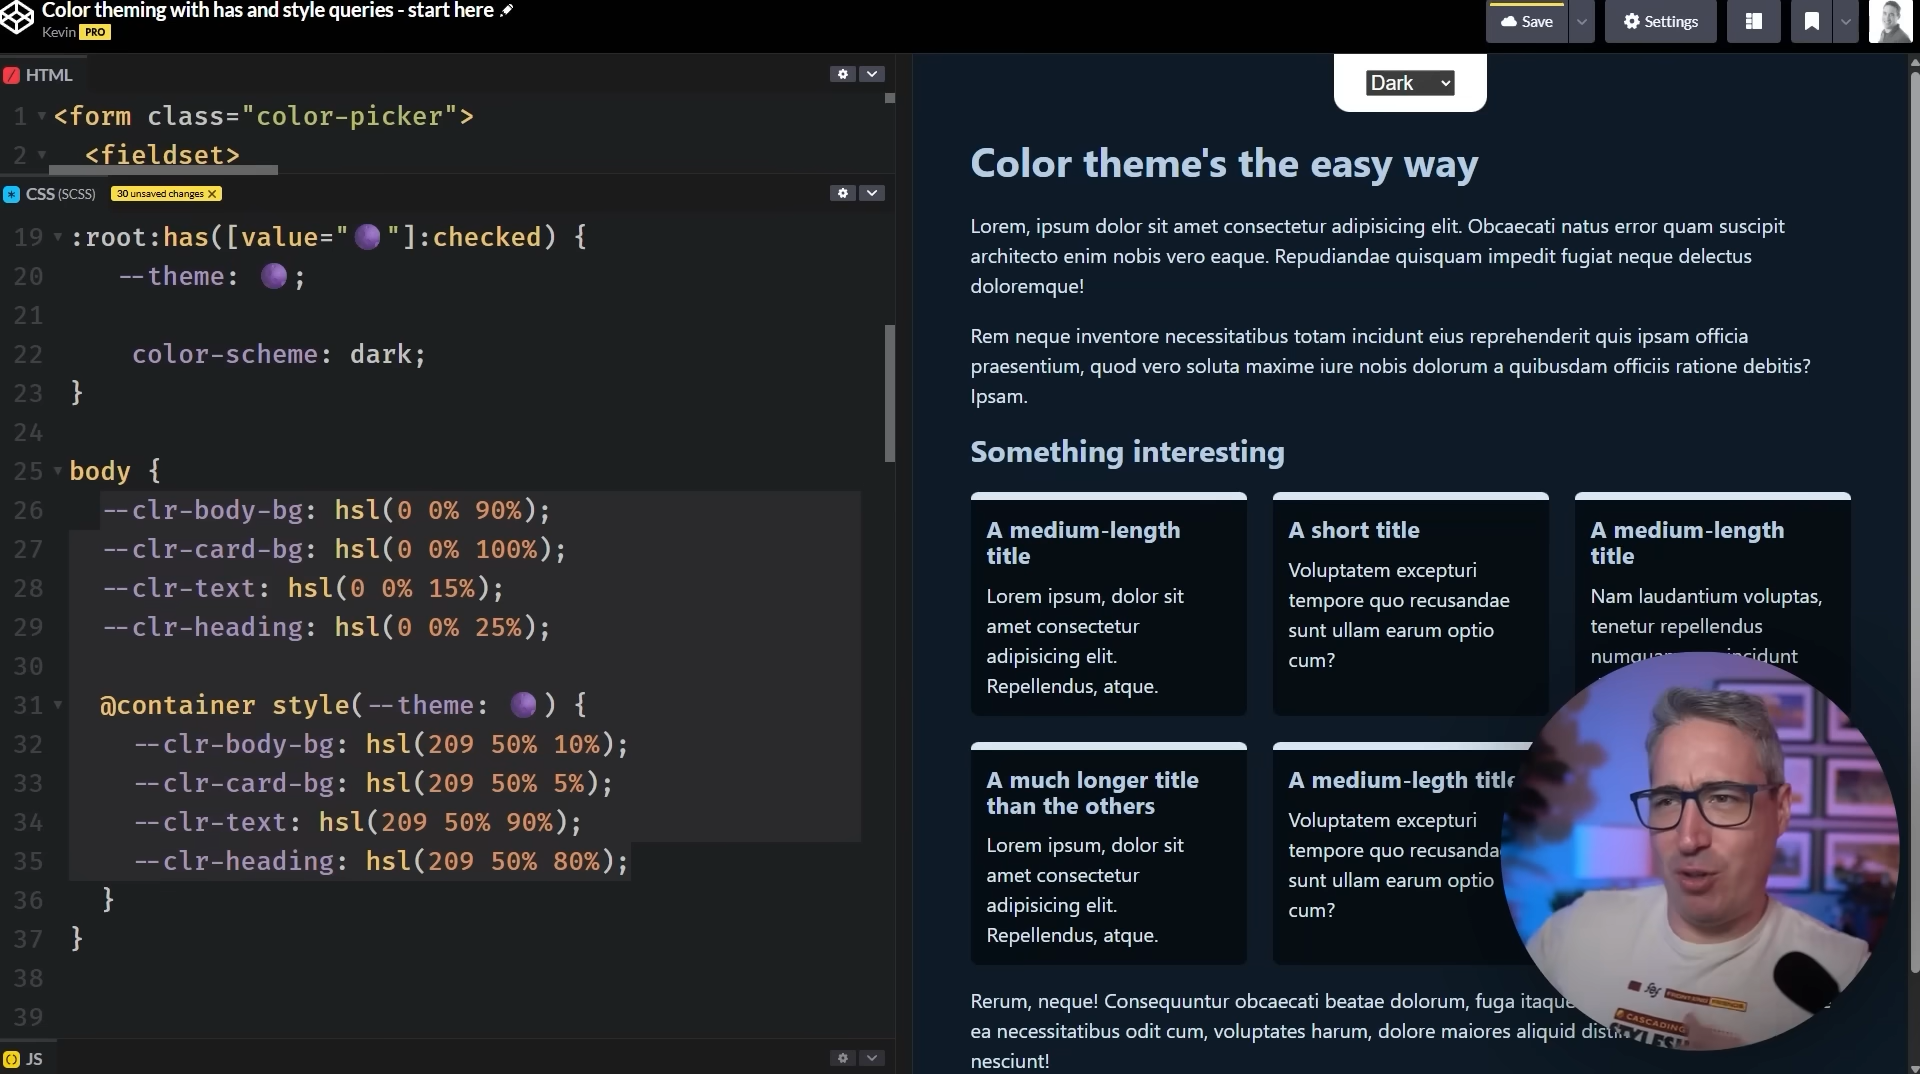 Color theming with has and style queries - start here
Kevin PRO
Save
Settings
HTML
1 <form class="color-picker">
2 <fieldset>
CSS (SCSS) 30 unsaved changes X
19 :root:has([value="🟣"]:checked) {
20 --theme: 🟣;
21
22 color-scheme: dark;
23 }
24
25 body {
26 --clr-body-bg: hsl(0 0% 90%);
27 --clr-card-bg: hsl(0 0% 100%);
28 --clr-text: hsl(0 0% 15%);
29 --clr-heading: hsl(0 0% 25%);
30
31 @container style(--theme: 🟣) {
32 --clr-body-bg: hsl(209 50% 10%);
33 --clr-card-bg: hsl(209 50% 5%);
34 --clr-text: hsl(209 50% 90%);
35 --clr-heading: hsl(209 50% 80%);
36 }
37 }
38
39
JS
Dark
Color theme's the easy way
Lorem, ipsum dolor sit amet consectetur adipisicing elit. Obcaecati natus error quam suscipit
architecto enim nobis vero eaque. Repudiandae quisquam impedit fugiat neque delectus
doloremque!
Rem neque inventore necessitatibus totam incidunt eius reprehenderit quis ipsam officia
praesentium, quod vero soluta maxime iure nobis dolorum a quibusdam officiis ratione debitis?
Ipsam.
Something interesting
A medium-length
title
Lorem ipsum, dolor sit
amet consectetur
adipisicing elit.
Repellendus, atque.
A short title
Voluptatem excepturi
tempore quo recusandae
sunt ullam earum optio
cum?
A medium-length
title
Nam laudantium voluptas,
tenetur repellendus
A much longer title
than the others
Lorem ipsum, dolor sit
amet consectetur
adipisicing elit.
Repellendus, atque.
A medium-legth title
Voluptatem excepturi
tempore quo recusanda
sunt ullam earum optio
cum?
Rerum, neque! Consequuntur obcaecati beatae dolorum, fuga itaque
ea necessitatibus odit cum, voluptates harum, dolore maiores aliquid
nesciunt!
fef FRONTEND FRIENDS
CASCADING